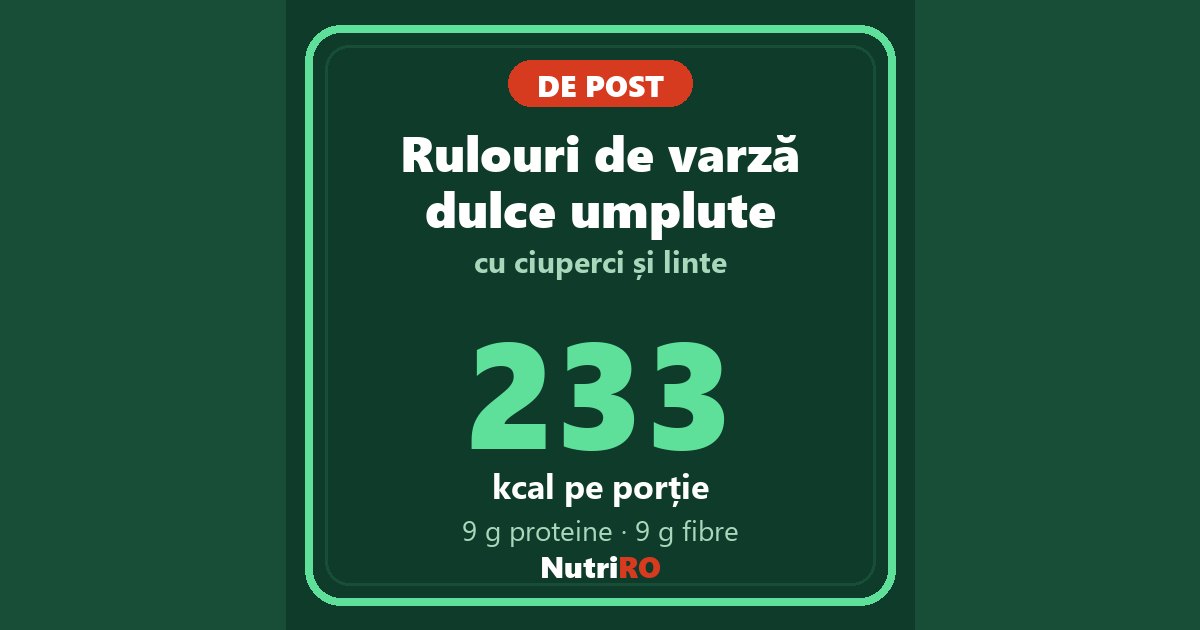 DE POST
Rulouri de varză
dulce umplute
cu ciuperci și linte
233
kcal pe porție
9 g proteine · 9 g fibre
NutriRO